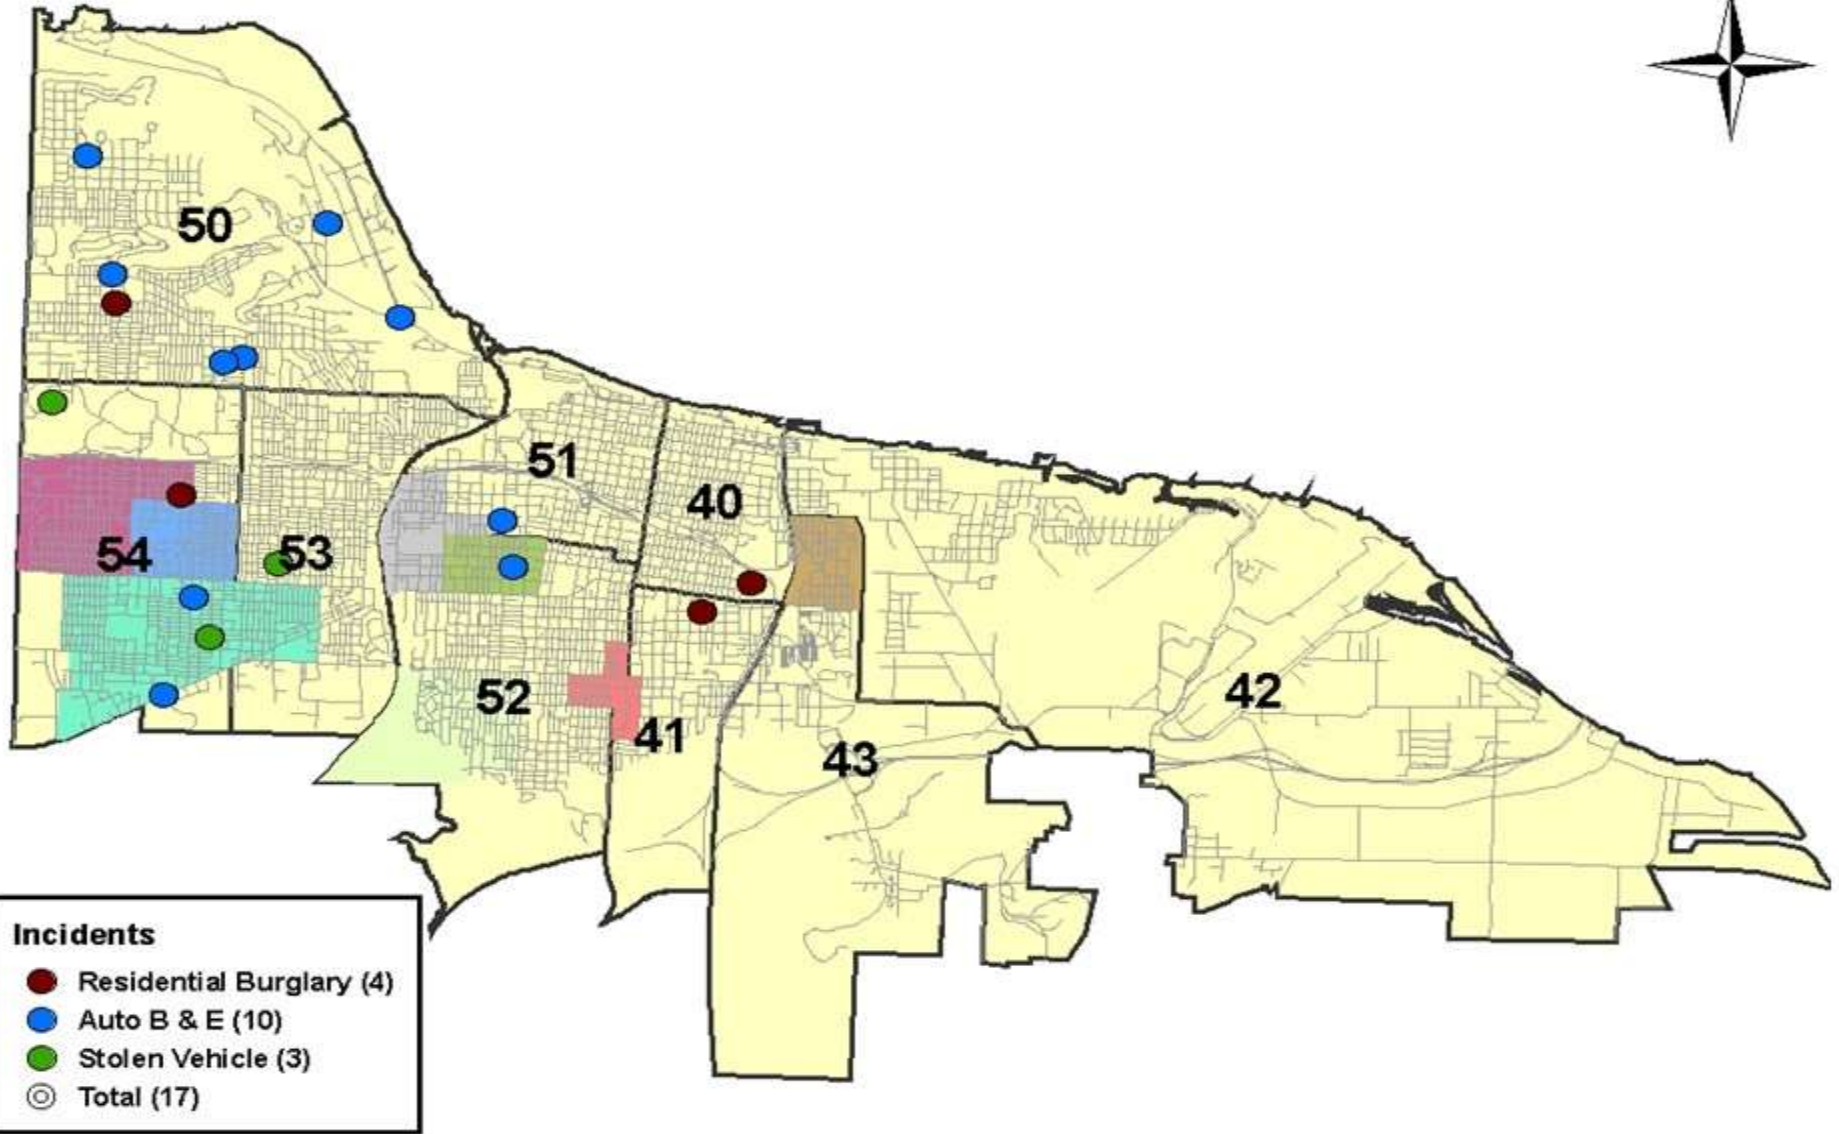 50
51
40
54
53
42
52
41
43
Incidents
Residential Burglary (4)
Auto B & E (10)
Stolen Vehicle (3)
Total (17)